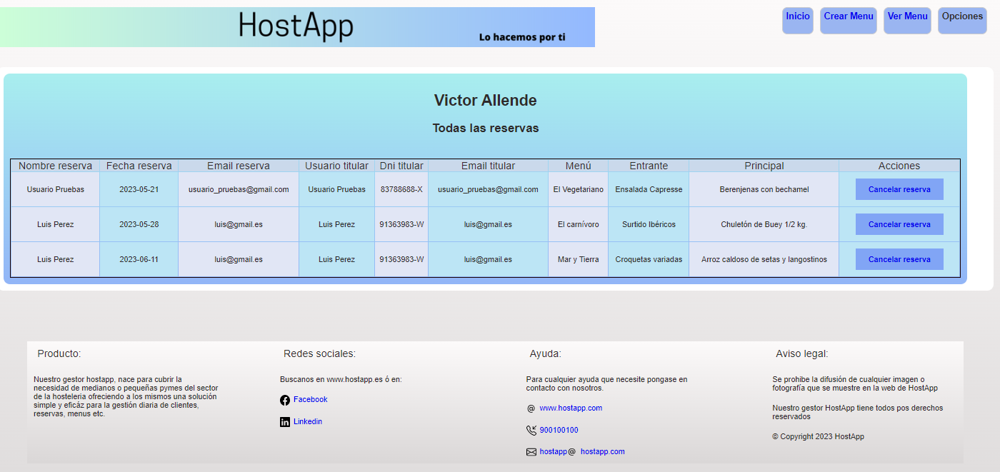 HostApp
Lo hacemos por ti
Inicio
Crear Menu
Ver Menu
Opciones
Victor Allende
Todas las reservas
Nombre reserva Fecha reserva Email reserva Usuario titular Dni titular Email titular Menú Entrante Principal Acciones
Usuario Pruebas 2023-05-21 usuario_pruebas@gmail.com Usuario Pruebas 83788688-X usuario_pruebas@gmail.com El Vegetariano Ensalada Capresse Berenjenas con bechamel Cancelar reserva
Luis Perez 2023-05-28 luis@gmail.es Luis Perez 91363983-W luis@gmail.es El carnívoro Surtido Ibéricos Chuletón de Buey 1/2 kg. Cancelar reserva
Luis Perez 2023-06-11 luis@gmail.es Luis Perez 91363983-W luis@gmail.es Mar y Tierra Croquetas variadas Arroz caldoso de setas y langostinos Cancelar reserva
Producto:
Nuestro gestor hostapp, nace para cubrir la
necesidad de medianos o pequeñas pymes del sector
de la hosteleria ofreciendo a los mismos una solución
simple y eficáz para la gestión diaria de clientes,
reservas, menus etc.
Redes sociales:
Buscanos en www.hostapp.es ó en:
Facebook
Linkedin
Ayuda:
Para cualquier ayuda que necesite pongase en
contacto con nosotros.
@ www.hostapp.com
900100100
hostapp@ hostapp.com
Aviso legal:
Se prohibe la difusión de cualquier imagen o
fotografía que se muestre en la web de HostApp
Nuestro gestor HostApp tiene todos pos derechos
reservados
© Copyright 2023 HostApp